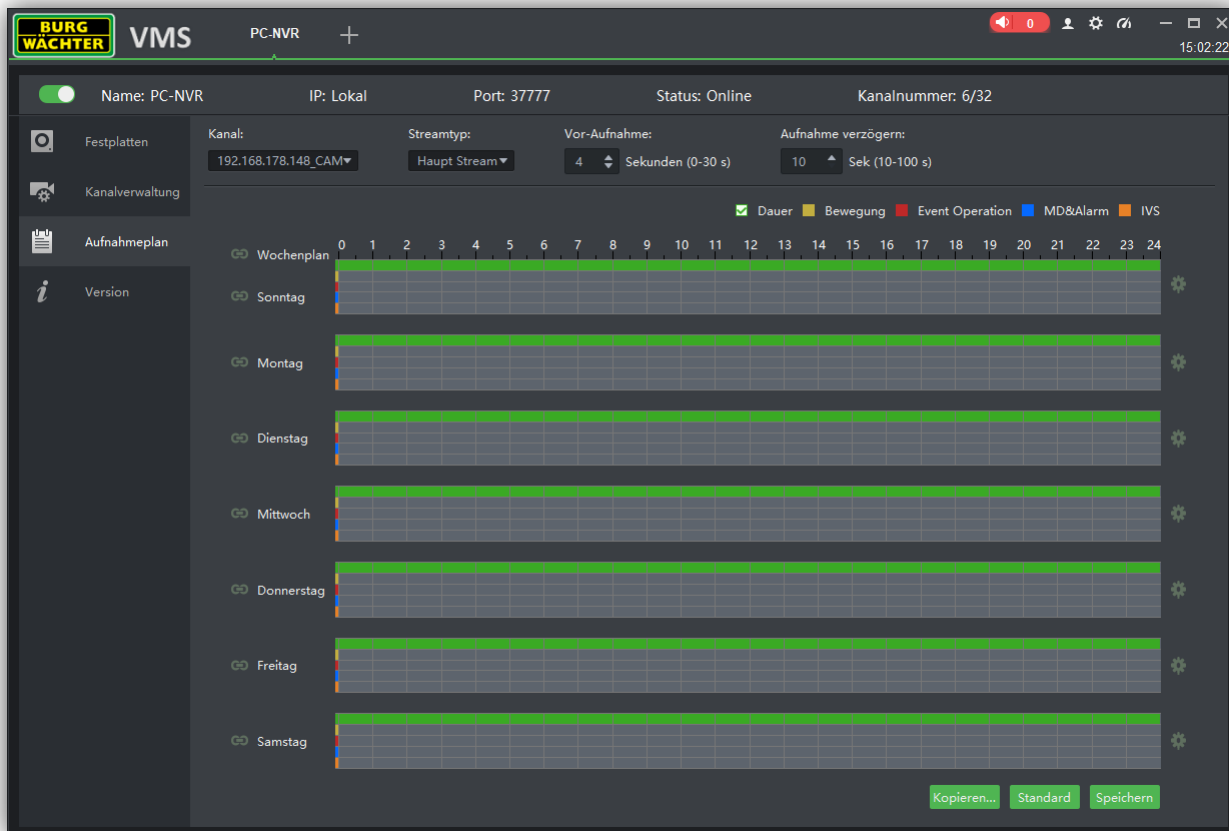 BURG WÄCHTER VMS PC-NVR + 0
15:02:22
Name: PC-NVR IP: Lokal Port: 37777 Status: Online Kanalnummer: 6/32
Festplatten
Kanalverwaltung
Aufnahmeplan
Version
Kanal: Streamtyp: Vor-Aufnahme: Aufnahme verzögern:
192.168.178.148_CAM Haupt Stream 4 Sekunden (0-30 s) 10 Sek (10-100 s)
Dauer Bewegung Event Operation MD&Alarm IVS
Wochenplan 0 1 2 3 4 5 6 7 8 9 10 11 12 13 14 15 16 17 18 19 20 21 22 23 24
Sonntag
Montag
Dienstag
Mittwoch
Donnerstag
Freitag
Samstag
Kopieren... Standard Speichern